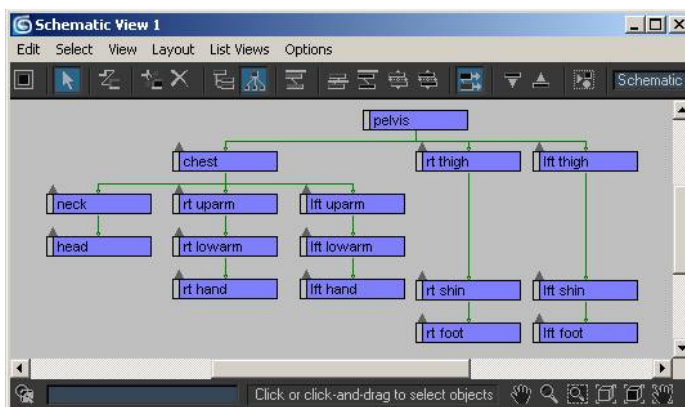 Schematic View 1
Edit Select View Layout List Views Options
Schematic
pelvis
chest rt thigh lft thigh
neck rt uparm lft uparm
head rt lowarm lft lowarm
rt hand lft hand rt shin lft shin
rt foot lft foot
Click or click-and-drag to select objects